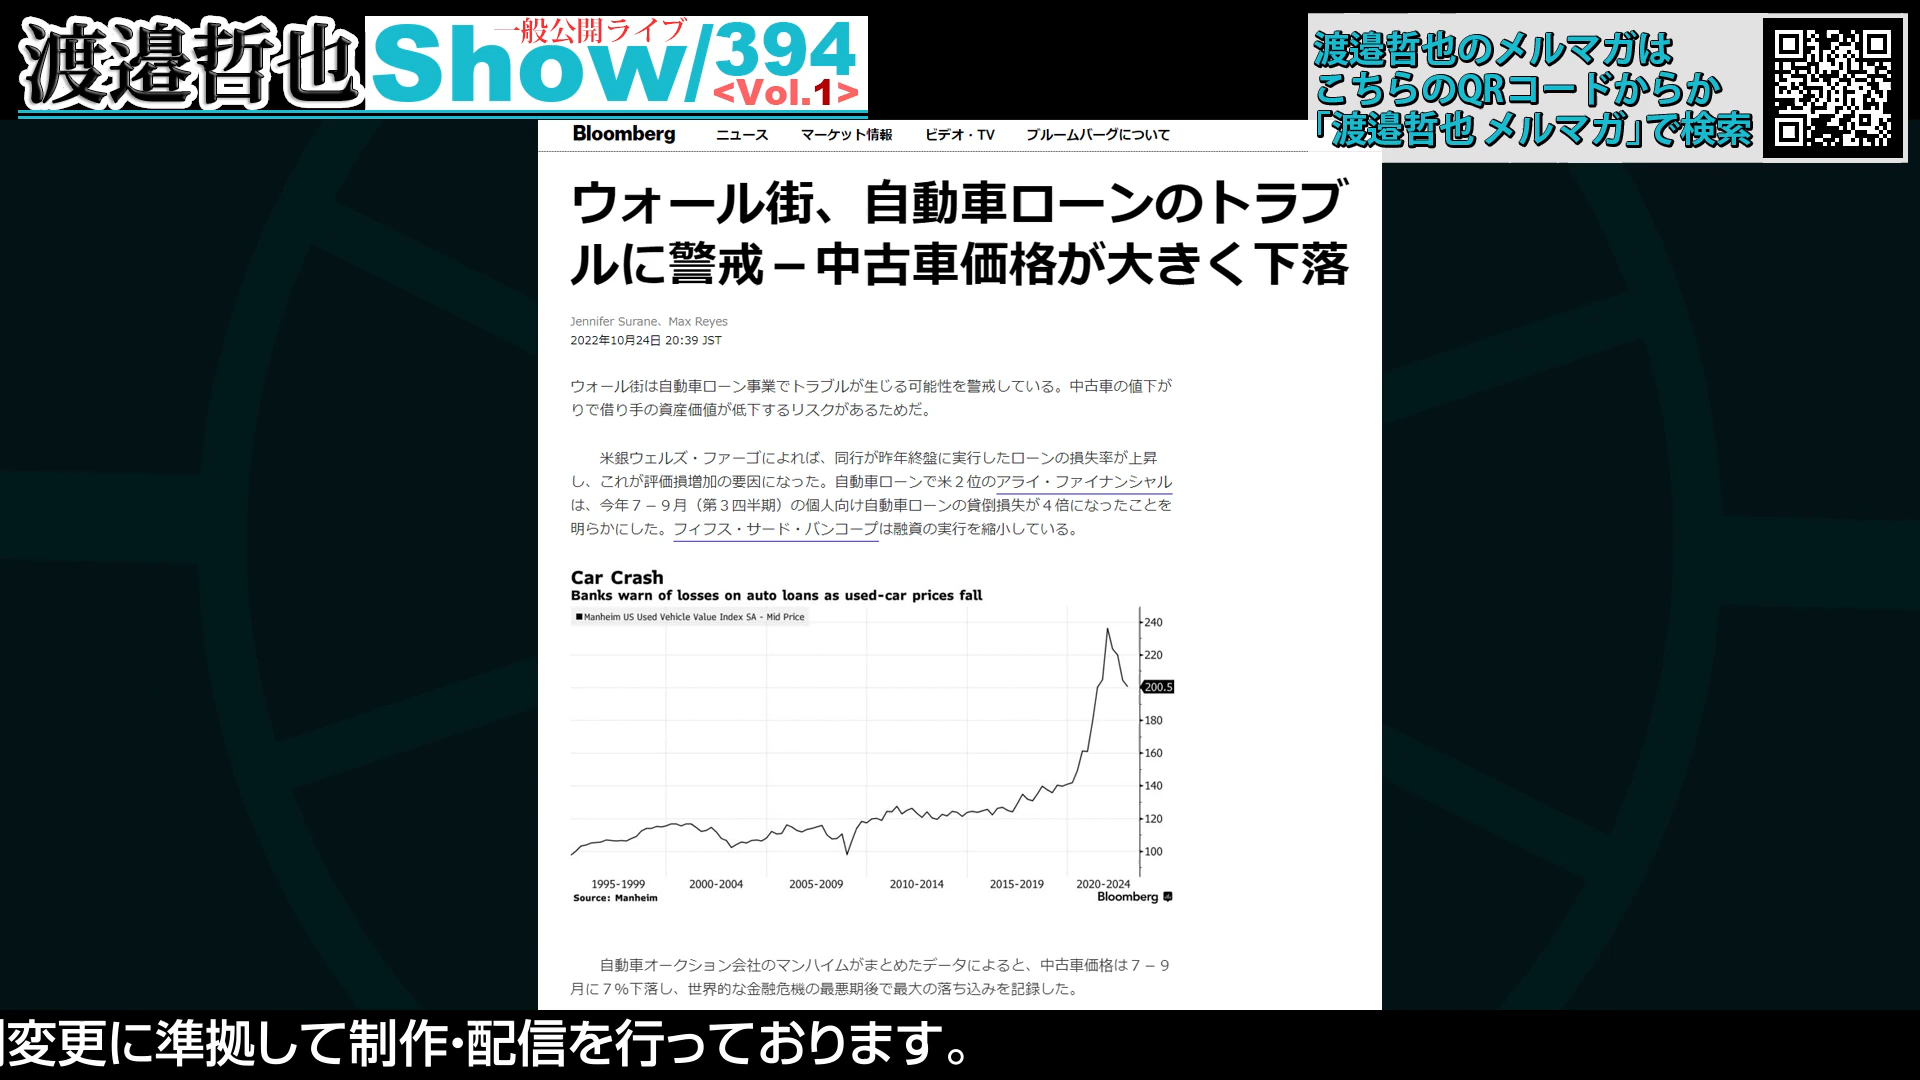 渡邉哲也
一般公開ライブ
Show/394
<Vol.1>
渡邉哲也のメルマガは
こちらのQRコードからか
「渡邉哲也 メルマガ」で検索
Bloomberg ニュース マーケット情報 ビデオ・TV ブルームバーグについて
ウォール街、自動車ローンのトラブ
ルに警戒－中古車価格が大きく下落
Jennifer Surane、Max Reyes
2022年10月24日 20:39 JST
ウォール街は自動車ローン事業でトラブルが生じる可能性を警戒している。中古車の値下が
りで借り手の資産価値が低下するリスクがあるためだ。
米銀ウェルズ・ファーゴによれば、同行が昨年終盤に実行したローンの損失率が上昇
し、これが評価損増加の要因になった。自動車ローンで米２位のアライ・ファイナンシャル
は、今年７－９月（第３四半期）の個人向け自動車ローンの貸倒損失が４倍になったことを
明らかにした。フィフス・サード・バンコープは融資の実行を縮小している。
Car Crash
Banks warn of losses on auto loans as used-car prices fall
Manheim US Used Vehicle Value Index SA - Mid Price
240
220
200.5
180
160
140
120
100
1995-1999 2000-2004 2005-2009 2010-2014 2015-2019 2020-2024
Source: Manheim Bloomberg
自動車オークション会社のマンハイムがまとめたデータによると、中古車価格は７－９
月に７％下落し、世界的な金融危機の最悪期後で最大の落ち込みを記録した。
変更に準拠して制作・配信を行っております。